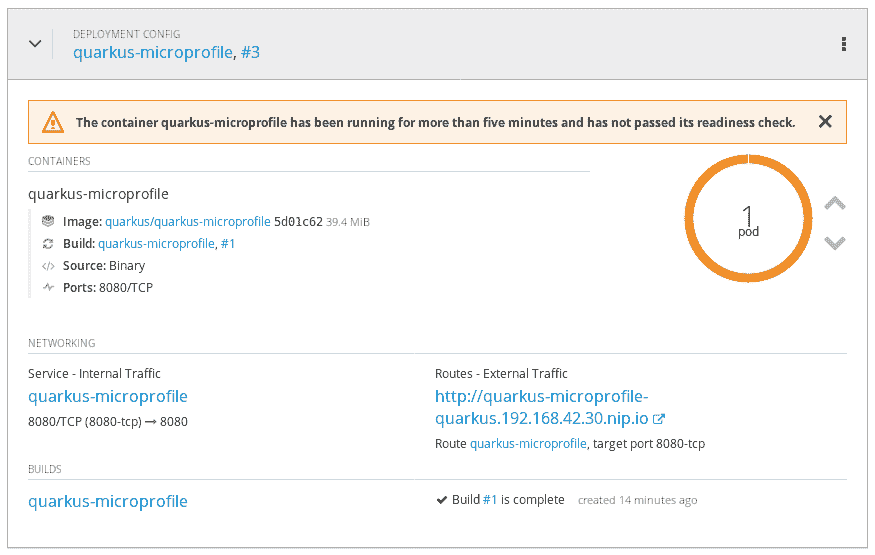 DEPLOYMENT CONFIG
quarkus-microprofile, #3
The container quarkus-microprofile has been running for more than five minutes and has not passed its readiness check.
CONTAINERS
quarkus-microprofile
Image: quarkus/quarkus-microprofile 5d01c62 39.4 MiB
Build: quarkus-microprofile, #1
Source: Binary
Ports: 8080/TCP
1
pod
NETWORKING
Service - Internal Traffic
quarkus-microprofile
8080/TCP (8080-tcp) → 8080
Routes - External Traffic
http://quarkus-microprofile-
quarkus.192.168.42.30.nip.io
Route quarkus-microprofile, target port 8080-tcp
BUILDS
quarkus-microprofile
Build #1 is complete created 14 minutes ago